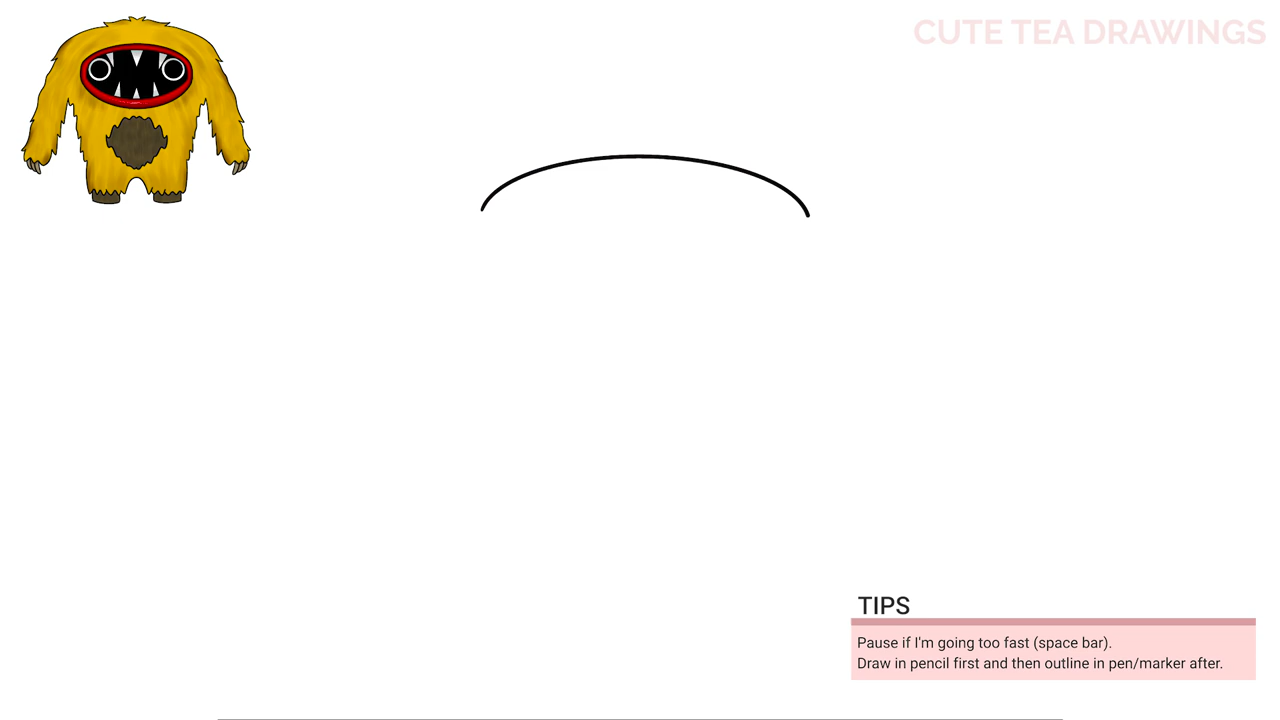 CUTE TEA DRAWINGS
TIPS
Pause if I'm going too fast (space bar).
Draw in pencil first and then outline in pen/marker after.